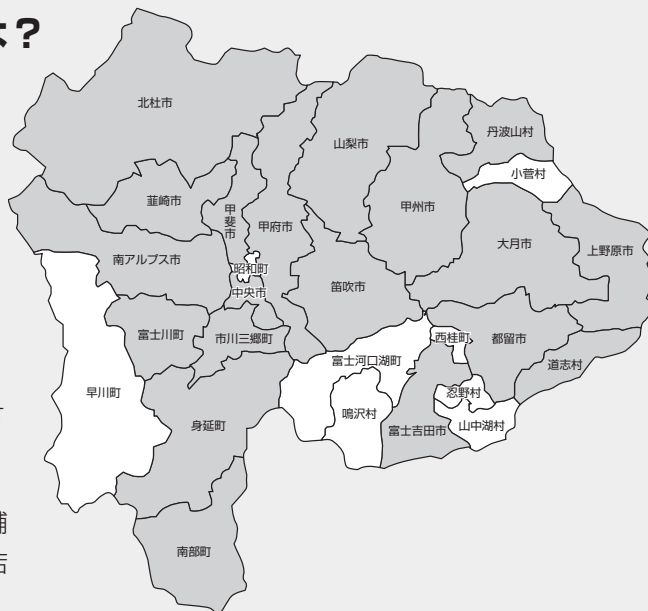 ?
北杜市
丹波山村
山梨市
小菅村
韮崎市
甲斐市
甲府市
甲州市
大月市
上野原市
南アルプス市
昭和町
中央市
笛吹市
富士川町
市川三郷町
西桂町
都留市
富士河口湖町
道志村
早川町
鳴沢村
忍野村
身延町
富士吉田市
山中湖村
南部町